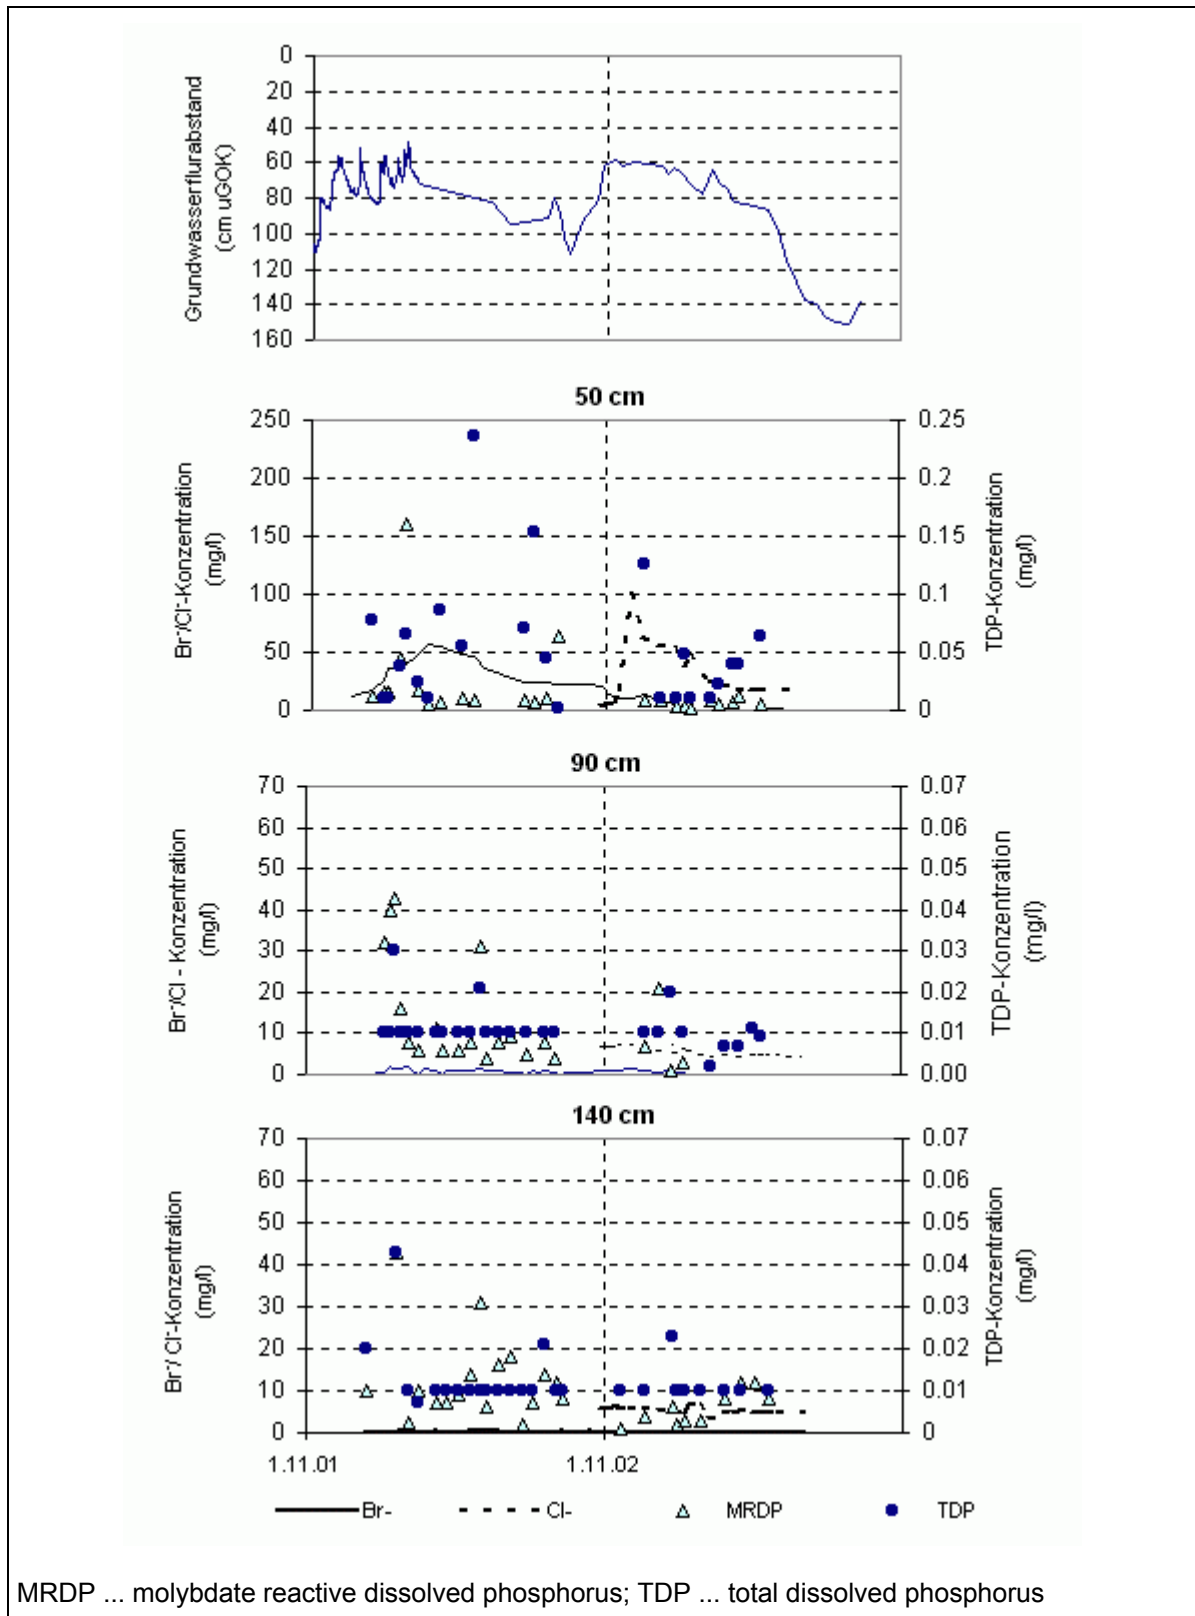 Grundwasserflurabstand
(cm uGOK)
0
20
40
60
80
100
120
140
160
50 cm
Br⁻/Cl⁻-Konzentration
(mg/l)
250
200
150
100
50
0
0.25
0.2
0.15
0.1
0.05
0
TDP-Konzentration
(mg/l)
90 cm
Br⁻/Cl - Konzentration
(mg/l)
70
60
50
40
30
20
10
0
0.07
0.06
0.05
0.04
0.03
0.02
0.01
0.00
TDP-Konzentration
(mg/l)
140 cm
Br⁻/ Cl⁻-Konzentration
(mg/l)
70
60
50
40
30
20
10
0
0.07
0.06
0.05
0.04
0.03
0.02
0.01
0
TDP-Konzentration
(mg/l)
1.11.01 1.11.02
Br- Cl- MRDP TDP
MRDP ... molybdate reactive dissolved phosphorus; TDP ... total dissolved phosphorus